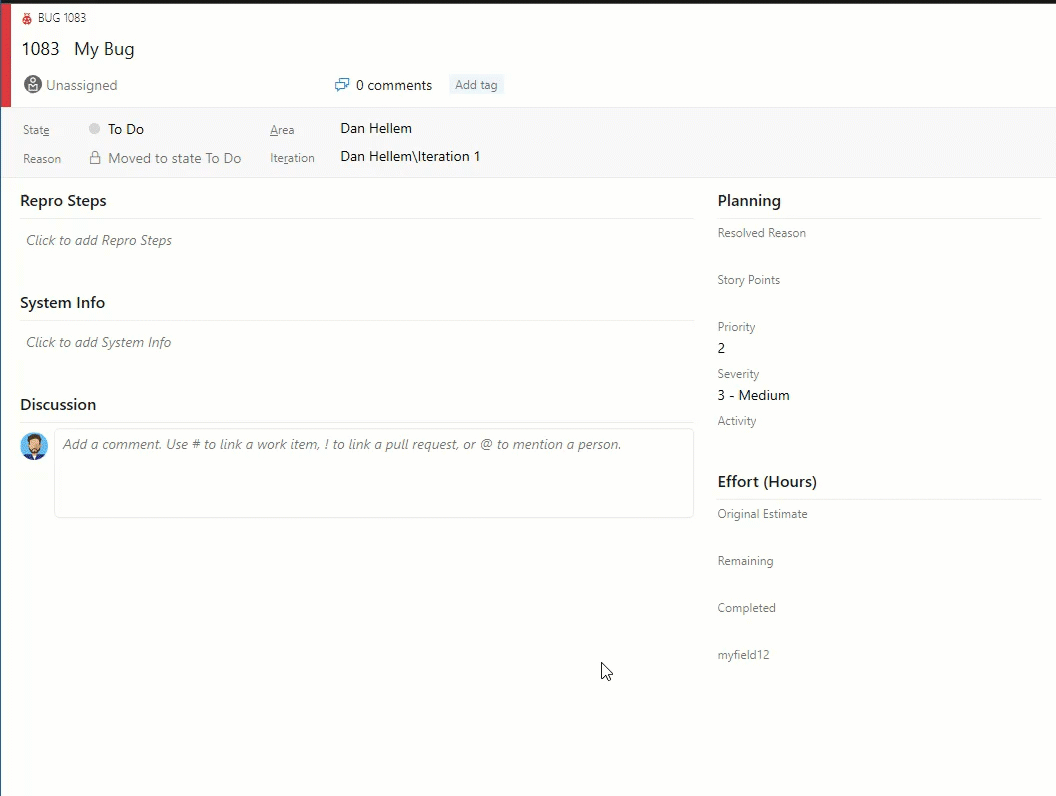 BUG 1083
1083 My Bug
Unassigned
0 comments
Add tag
State
To Do
Area
Dan Hellem
Reason
Moved to state To Do
Iteration
Dan Hellem\Iteration 1
Repro Steps
Click to add Repro Steps
System Info
Click to add System Info
Discussion
Add a comment. Use # to link a work item, ! to link a pull request, or @ to mention a person.
Planning
Resolved Reason
Story Points
Priority
2
Severity
3 - Medium
Activity
Effort (Hours)
Original Estimate
Remaining
Completed
myfield12